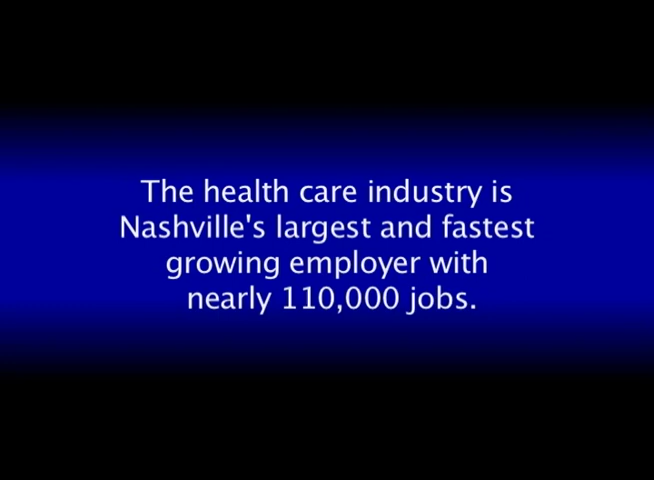 The health care industry is
Nashville's largest and fastest
growing employer with
nearly 110,000 jobs.